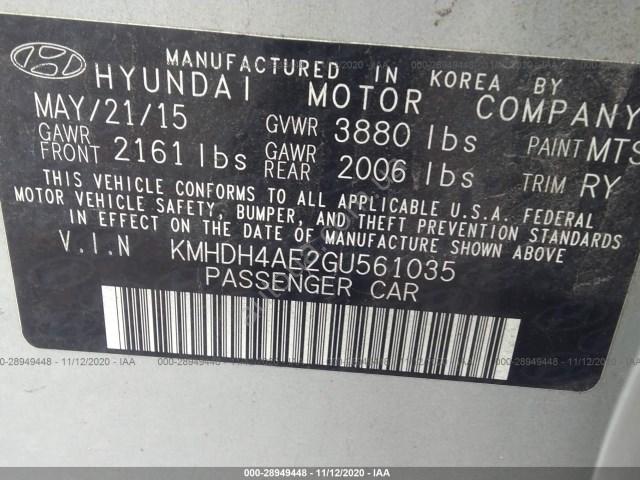 MANUFACTURED IN KOREA BY
HYUNDAI MOTOR COMPANY
MAY/21/15 GVWR 3880 lbs PAINT MTS
GAWR FRONT 2161 lbs GAWR REAR 2006 lbs TRIM RY
THIS VEHICLE CONFORMS TO ALL APPLICABLE U.S.A. FEDERAL
MOTOR VEHICLE SAFETY, BUMPER, AND THEFT PREVENTION STANDARDS
IN EFFECT ON THE DATE OF MANUFACTURE SHOWN ABOVE.
V.I.N KMHDH4AE2GU561035
PASSENGER CAR
000-28949448 - 11/12/2020 - IAA